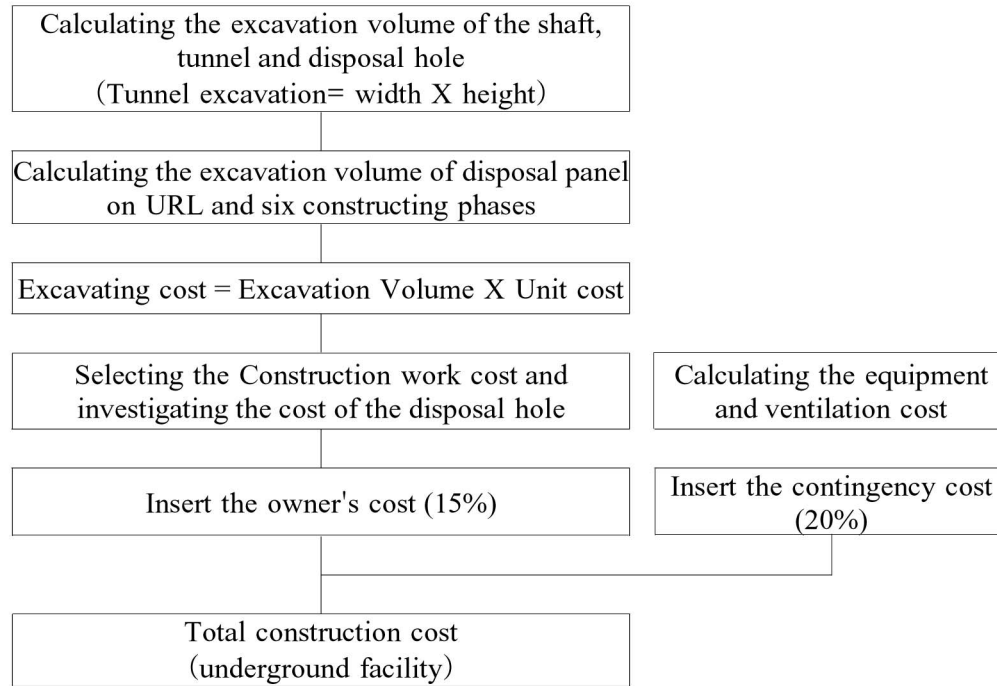 Calculating the excavation volume of the shaft,
tunnel and disposal hole
(Tunnel excavation= width X height)
Calculating the excavation volume of disposal panel
on URL and six constructing phases
Excavating cost = Excavation Volume X Unit cost
Selecting the Construction work cost and
investigating the cost of the disposal hole
Calculating the equipment
and ventilation cost
Insert the owner's cost (15%)
Insert the contingency cost
(20%)
Total construction cost
(underground facility)